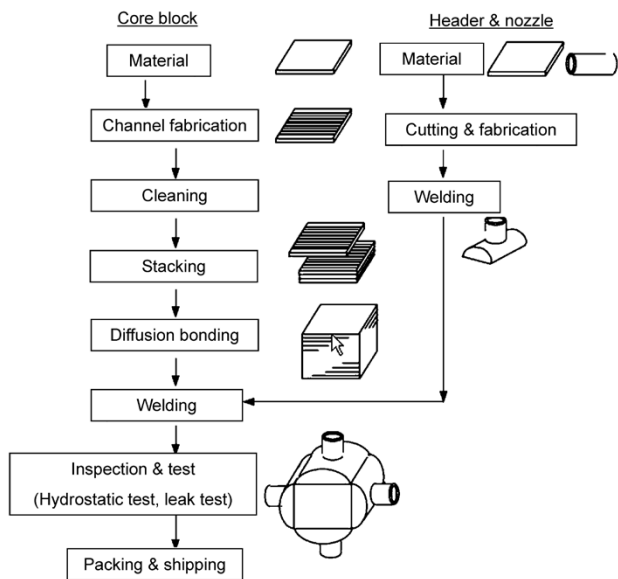 Core block
Header & nozzle
Material
Material
Channel fabrication
Cutting & fabrication
Cleaning
Welding
Stacking
Diffusion bonding
Welding
Inspection & test
(Hydrostatic test, leak test)
Packing & shipping